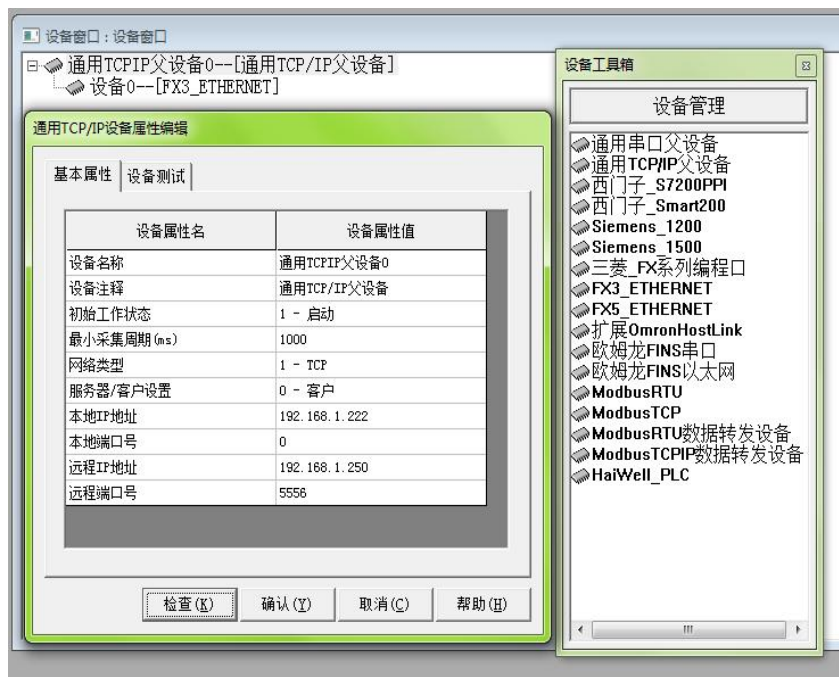 设备窗口：设备窗口
通用TCPIP父设备0--[通用TCP/IP父设备]
设备0--[FX3_ETHERNET]
通用TCP/IP设备属性编辑
基本属性 设备测试
设备属性名 设备属性值
设备名称 通用TCPIP父设备0
设备注释 通用TCP/IP父设备
初始工作状态 1 - 启动
最小采集周期(ms) 1000
网络类型 1 - TCP
服务器/客户设置 0 - 客户
本地IP地址 192.168.1.222
本地端口号 0
远程IP地址 192.168.1.250
远程端口号 5556
检查(K) 确认(Y) 取消(C) 帮助(H)
设备工具箱
设备管理
通用串口父设备
通用TCP/IP父设备
西门子_S7200PPI
西门子_Smart200
Siemens_1200
Siemens_1500
三菱_FX系列编程口
FX3_ETHERNET
FX5_ETHERNET
扩展OmronHostLink
欧姆龙FINS串口
欧姆龙FINS以太网
ModbusRTU
ModbusTCP
ModbusRTU数据转发设备
ModbusTCPIP数据转发设备
HaiWell_PLC